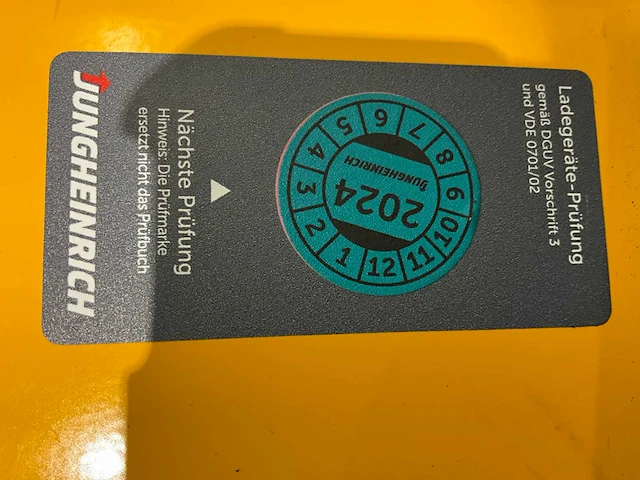 Ladegeräte-Prüfung
gemäß DGUV Vorschrift 3
und VDE 0701/02
1
2
3
4
5
6
7
8
9
10
11
12
JUNGHEINRICH
2024
Nächste Prüfung
Hinweis: Die Prüfmarke
ersetzt nicht das Prüfbuch
JUNGHEINRICH